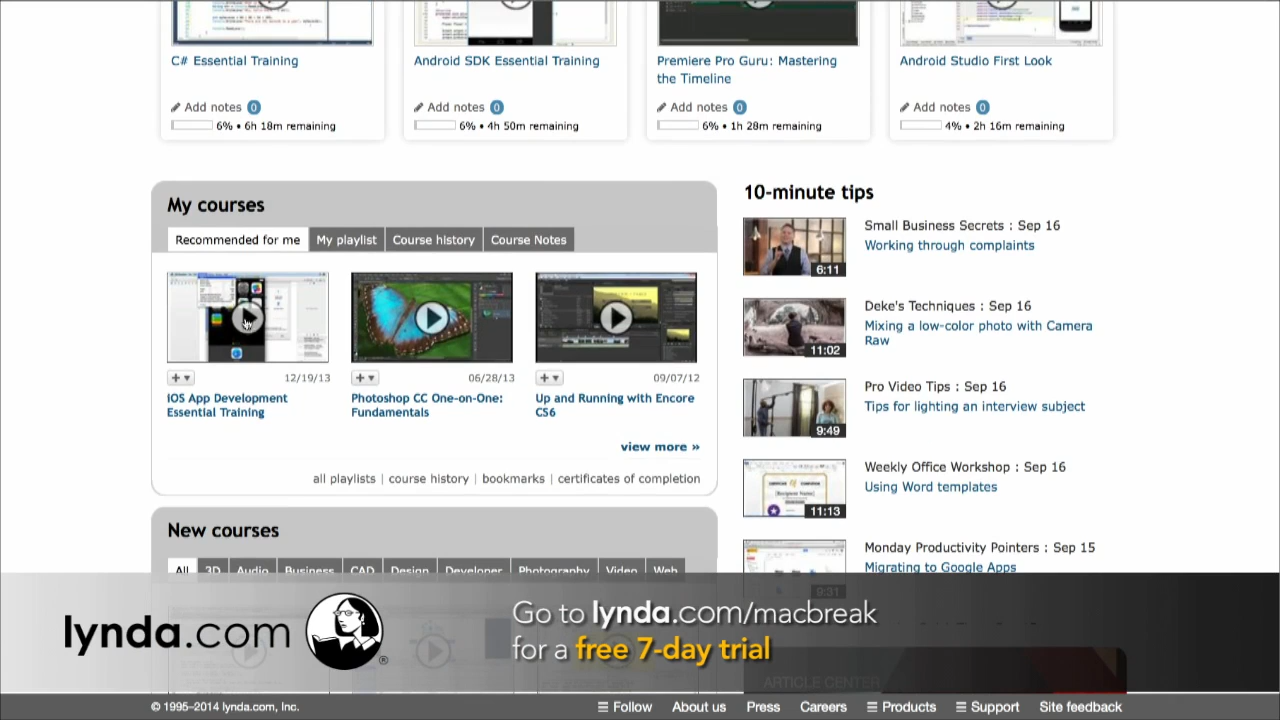 C# Essential Training
Android SDK Essential Training
Premiere Pro Guru: Mastering
the Timeline
Android Studio First Look
Add notes 0
Add notes 0
Add notes 0
Add notes 0
6% • 6h 18m remaining
6% • 4h 50m remaining
6% • 1h 28m remaining
4% • 2h 16m remaining
My courses
Recommended for me
My playlist
Course history
Course Notes
12/19/13
iOS App Development
Essential Training
06/28/13
Photoshop CC One-on-One:
Fundamentals
09/07/12
Up and Running with Encore
CS6
view more »
all playlists | course history | bookmarks | certificates of completion
10-minute tips
Small Business Secrets : Sep 16
Working through complaints
6:11
Deke's Techniques : Sep 16
Mixing a low-color photo with Camera
Raw
11:02
Pro Video Tips : Sep 16
Tips for lighting an interview subject
9:49
Weekly Office Workshop : Sep 16
Using Word templates
11:13
Monday Productivity Pointers : Sep 15
Migrating to Google Apps
9:31
New courses
All 3D Audio Business CAD Design Developer Photography Video Web
lynda.com ®
Go to lynda.com/macbreak
for a free 7-day trial
ARTICLE CENTER
© 1995–2014 lynda.com, Inc.
Follow About us Press Careers Products Support Site feedback